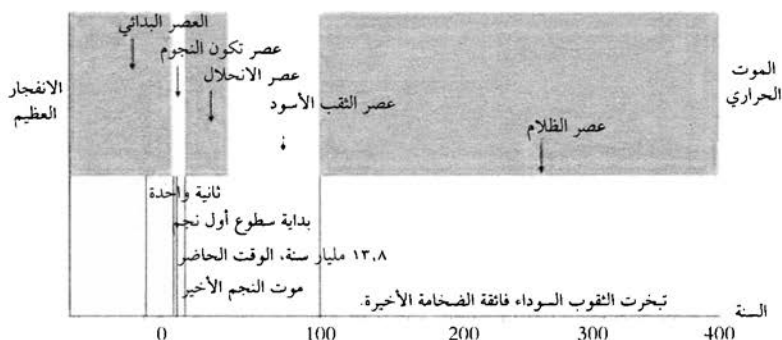 العصر البدائي
عصر تكون النجوم
عصر الانحلال
عصر الثقب الأسود
عصر الظلام
الموت
الحراري
الانفجار
العظيم
ثانية واحدة
بداية سطوع أول نجم
١٣,٨ مليار سنة، الوقت الحاضر
موت النجم الأخير
تبخرت الثقوب السوداء فائقة الضخامة الأخيرة.
السنة
0 100 200 300 400